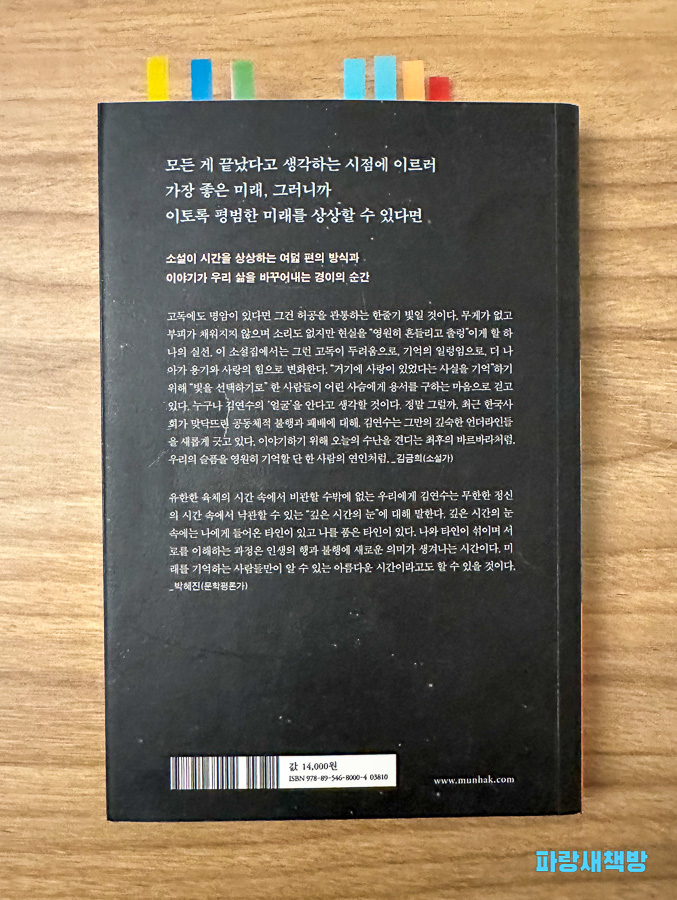 모든 게 끝났다고 생각하는 시점에 이르러
가장 좋은 미래, 그러니까
이토록 평범한 미래를 상상할 수 있다면
소설이 시간을 상상하는 여덟 편의 방식과
이야기가 우리 삶을 바꾸어내는 경이의 순간
고독에도 명암이 있다면 그건 허공을 관통하는 한줄기 빛일 것이다. 무게가 없고
부피가 채워지지 않으며 소리도 없지만 현실을 “영원히 흔들리고 출렁”이게 할 하
나의 실선. 이 소설집에서는 그런 고독이 두려움으로, 기억의 일렁임으로, 더 나
아가 용기와 사랑의 힘으로 변화한다. “거기에 사랑이 있었다는 사실을 기억”하기
위해 “빛을 선택하기로” 한 사람들이 어린 사슴에게 용서를 구하는 마음으로 걷고
있다. 누구나 김연수의 ‘얼굴’을 안다고 생각할 것이다. 정말 그럴까. 최근 한국사
회가 맞닥뜨린 공동체적 불행과 패배에 대해, 김연수는 그만의 깊숙한 언더라인들
을 새롭게 긋고 있다. 이야기하기 위해 오늘의 수난을 견디는 최후의 바르바라처럼,
우리의 슬픔을 영원히 기억할 단 한 사람의 연인처럼. _김금희(소설가)
유한한 육체의 시간 속에서 비관할 수밖에 없는 우리에게 김연수는 무한한 정신
의 시간 속에서 낙관할 수 있는 “깊은 시간의 눈”에 대해 말한다. 깊은 시간의 눈
속에는 나에게 들어온 타인이 있고 나를 품은 타인이 있다. 나와 타인이 섞이며 서
로를 이해하는 과정은 인생의 행과 불행에 새로운 의미가 생겨나는 시간이다. 미
래를 기억하는 사람들만이 알 수 있는 아름다운 시간이라고도 할 수 있을 것이다.
_박혜진(문학평론가)
값 14,000원
ISBN 978-89-546-8000-4 03810
www.munhak.com
파랑새책방